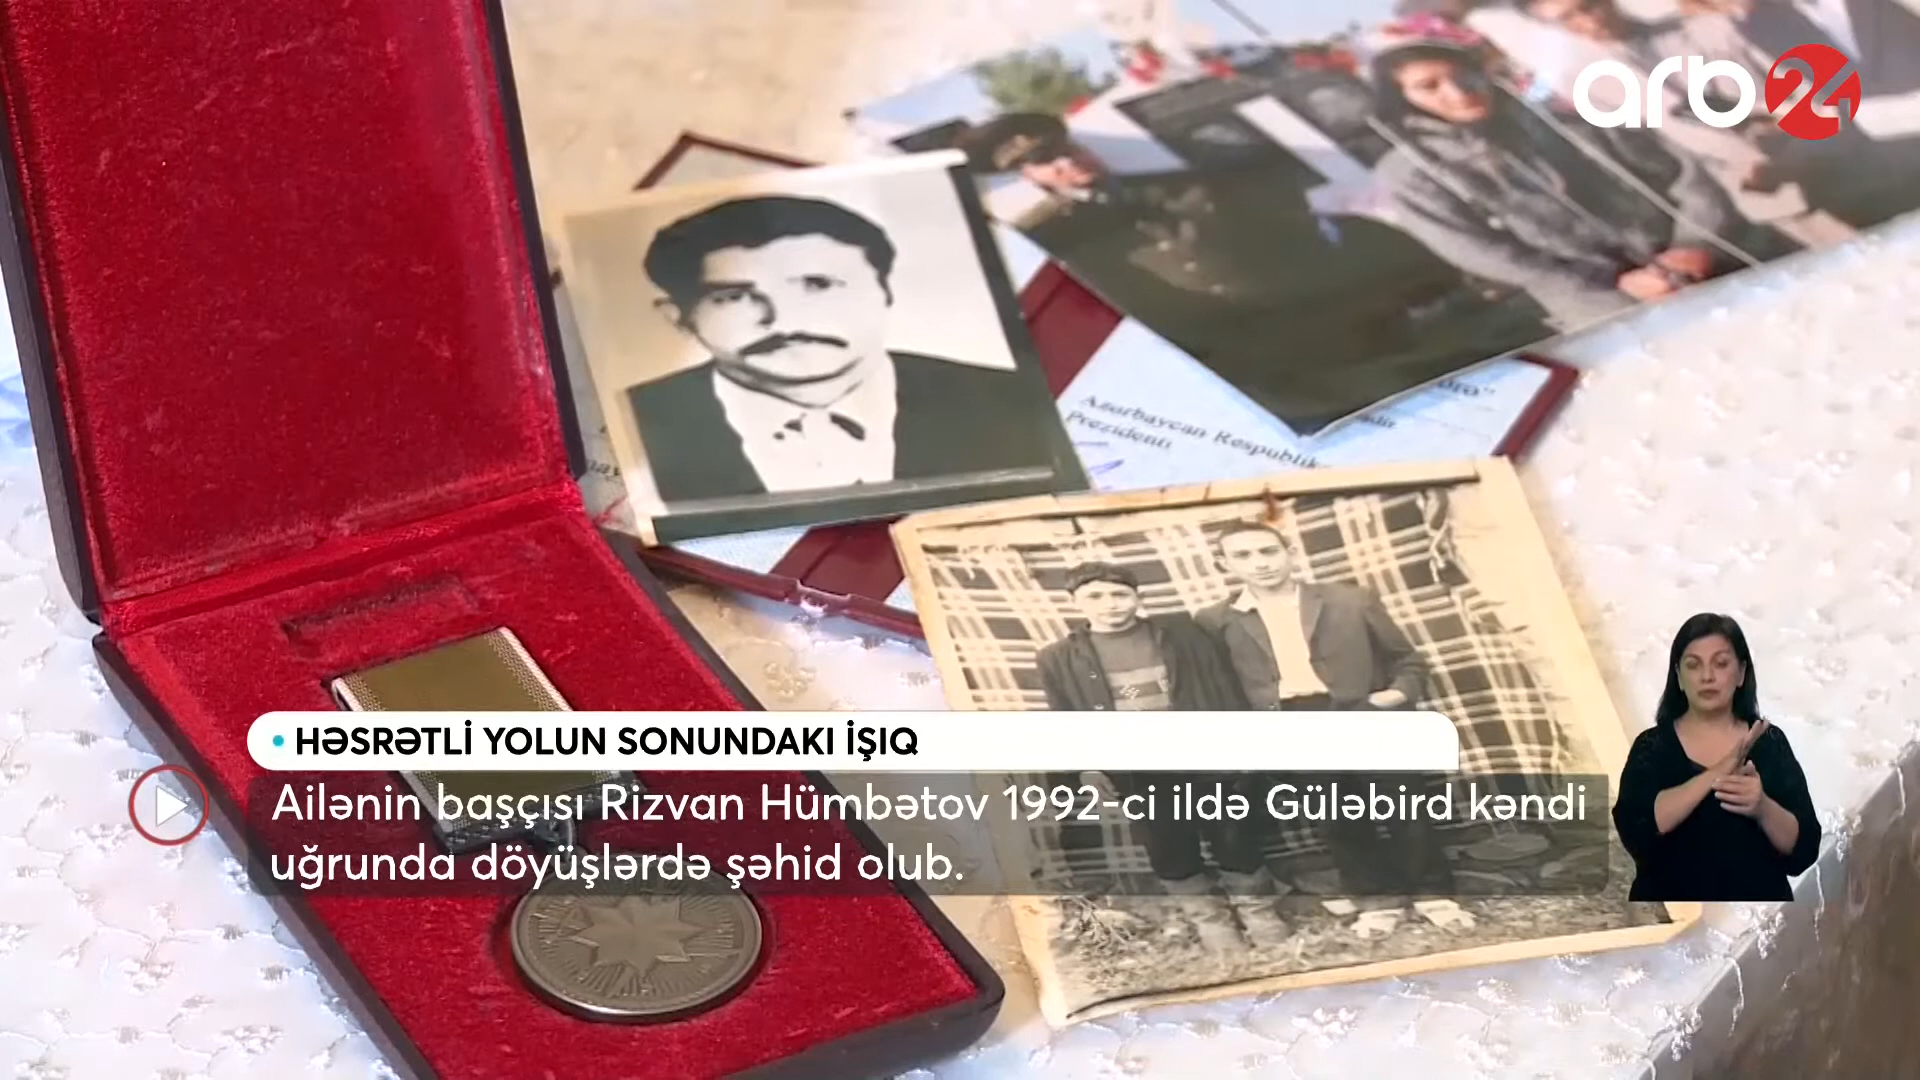 arb24
Azərbaycan Respublik
Prezidenti
HƏSRƏTLİ YOLUN SONUNDAKI İŞIQ
Ailənin başçısı Rizvan Hümbətov 1992-ci ildə Güləbird kəndi
uğrunda döyüşlərdə şəhid olub.